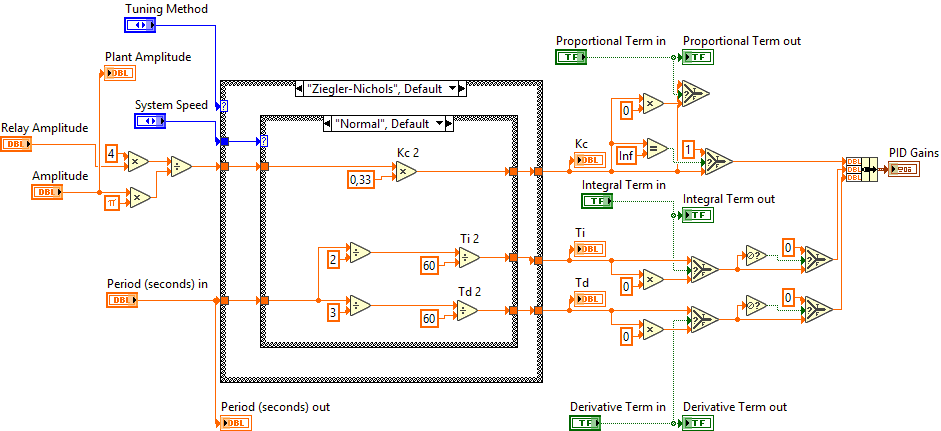 Tuning Method
Proportional Term in
Proportional Term out
TF
TF
Plant Amplitude
DBL
"Ziegler-Nichols", Default
System Speed
?
0
×
?
T
F
Relay Amplitude
"Normal", Default
DBL
4
×
÷
?
Kc 2
0,33
×
Kc
DBL
Inf
=
1
?
T
F
PID Gains
DBL
DBL
DBL
Amplitude
DBL
π
×
Integral Term in
TF
Integral Term out
TF
Ti 2
2
÷
60
÷
Ti
DBL
0
×
?
T
F
?
0
?
T
F
Period (seconds) in
DBL
Td 2
3
÷
60
÷
Td
DBL
0
×
?
T
F
?
0
?
T
F
Period (seconds) out
DBL
Derivative Term in
TF
Derivative Term out
TF